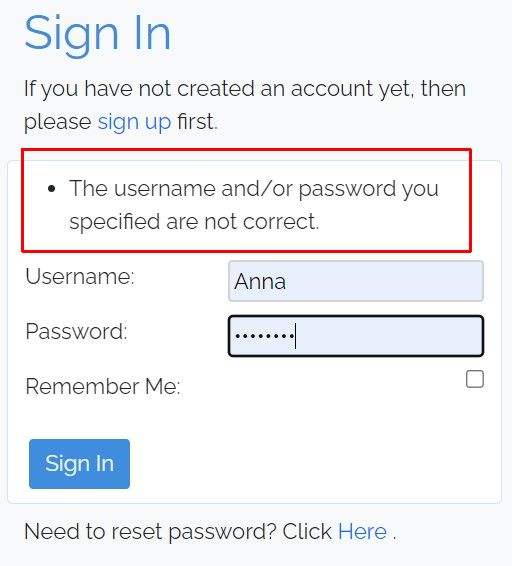 Sign In
If you have not created an account yet, then
please sign up first.
• The username and/or password you
specified are not correct.
Username: Anna
Password: ••••••••
Remember Me:
Sign In
Need to reset password? Click Here .